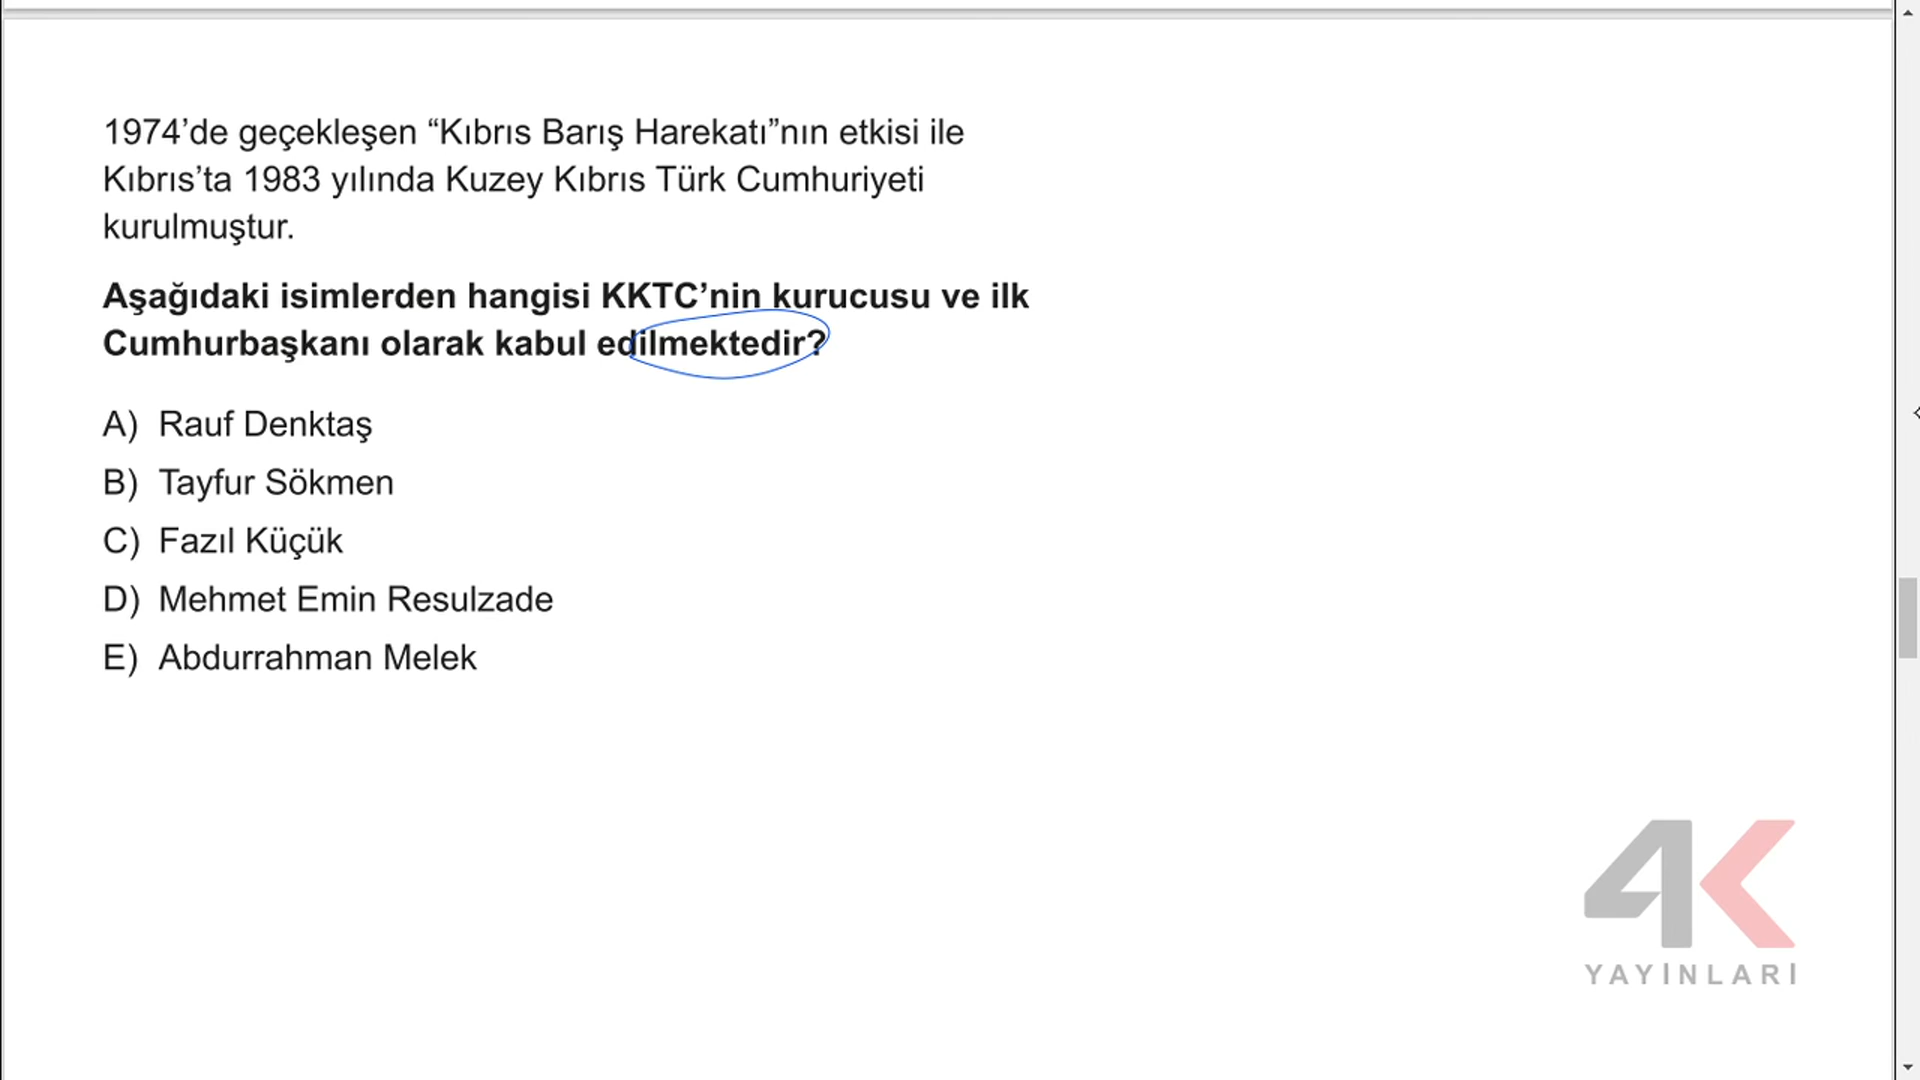 1974’de geçekleşen “Kıbrıs Barış Harekatı”nın etkisi ile
Kıbrıs’ta 1983 yılında Kuzey Kıbrıs Türk Cumhuriyeti
kurulmuştur.
Aşağıdaki isimlerden hangisi KKTC’nin kurucusu ve ilk
Cumhurbaşkanı olarak kabul edilmektedir?
A) Rauf Denktaş
B) Tayfur Sökmen
C) Fazıl Küçük
D) Mehmet Emin Resulzade
E) Abdurrahman Melek
4K
YAYINLARI